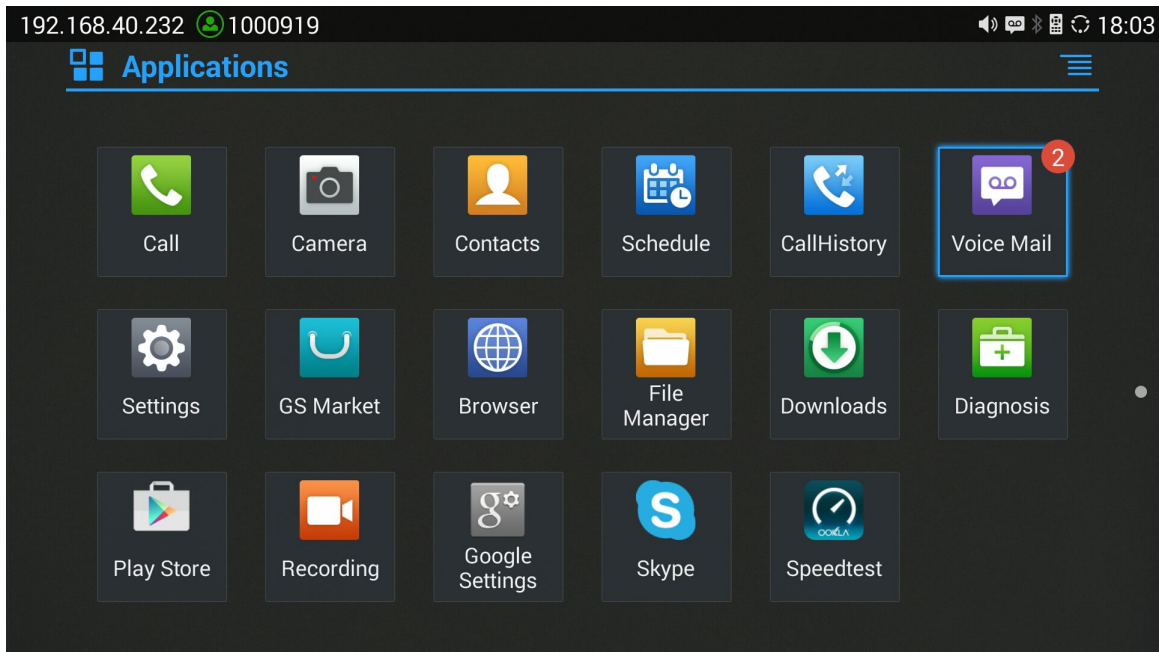 192.168.40.232 1000919 18:03
Applications
2
Call Camera Contacts Schedule CallHistory Voice Mail
Settings GS Market Browser File Manager Downloads Diagnosis
OOKLA
Play Store Recording Google Settings Skype Speedtest